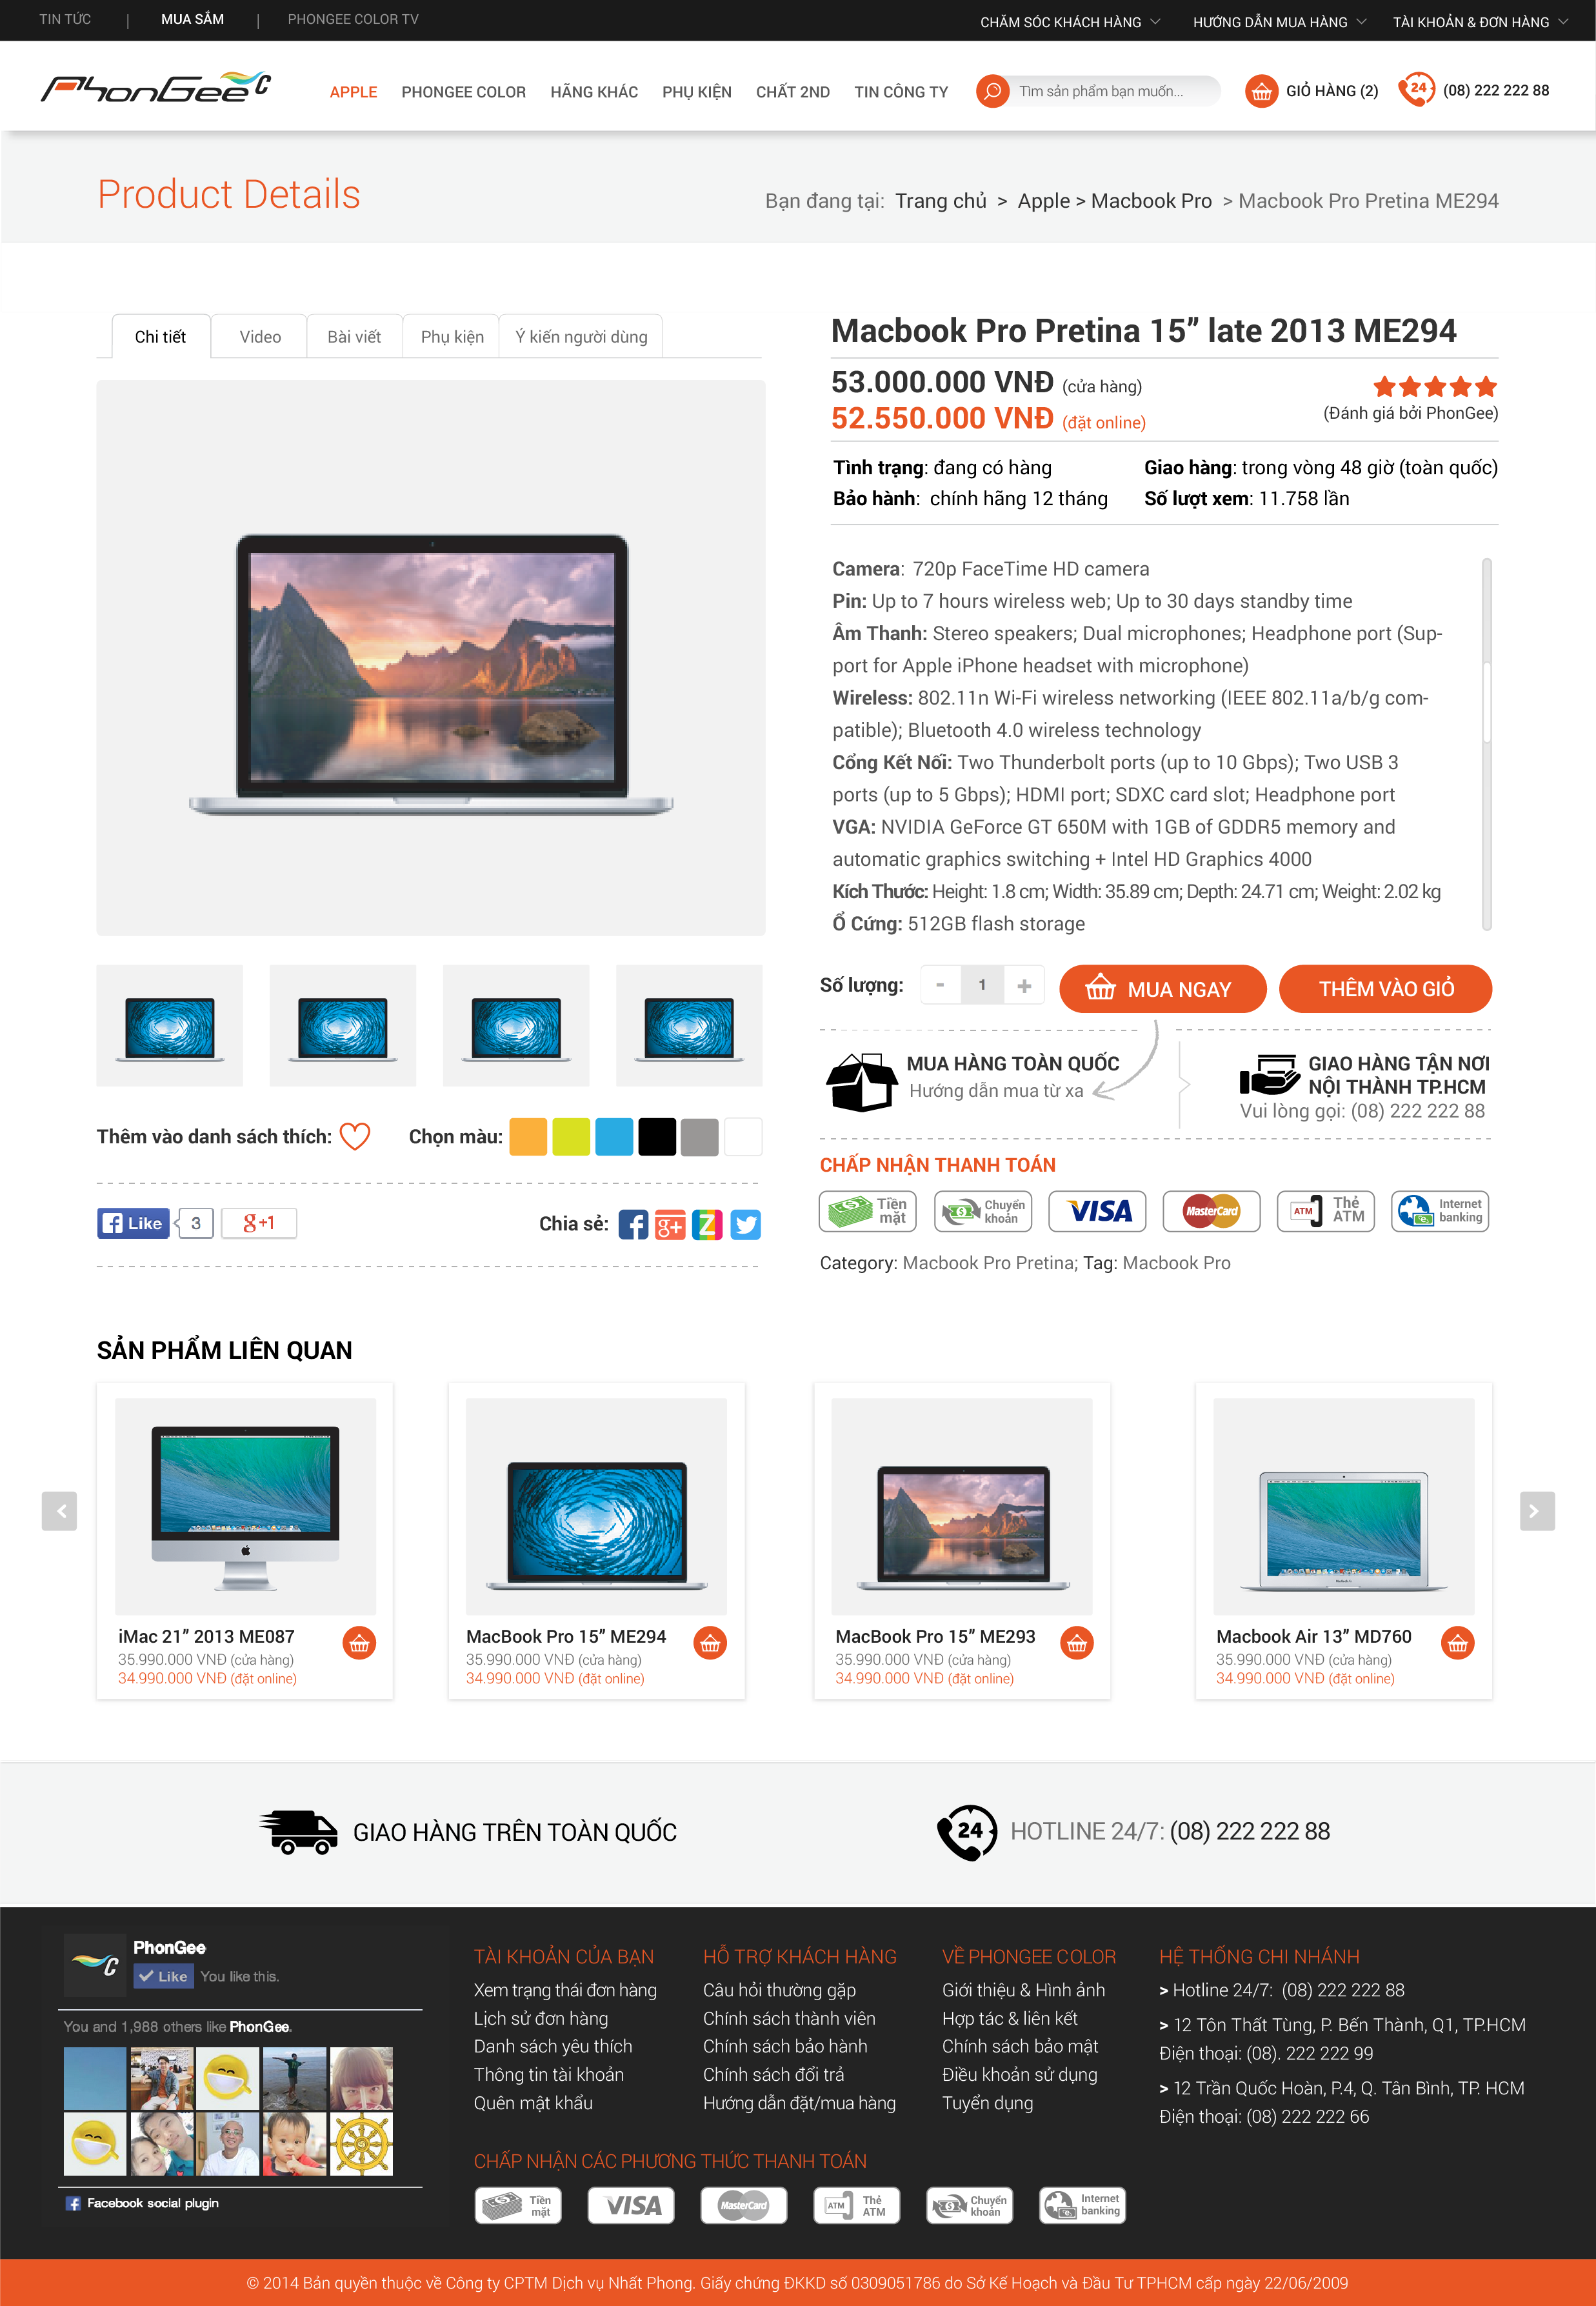 TIN TỨC | MUA SẮM | PHONGEE COLOR TV CHĂM SÓC KHÁCH HÀNG HƯỚNG DẪN MUA HÀNG TÀI KHOẢN & ĐƠN HÀNG
PhonGee C APPLE PHONGEE COLOR HÃNG KHÁC PHỤ KIỆN CHẤT 2ND TIN CÔNG TY Tìm sản phẩm bạn muốn... GIỎ HÀNG (2) 24 (08) 222 222 88
Product Details Bạn đang tại: Trang chủ > Apple > Macbook Pro > Macbook Pro Pretina ME294
Chi tiết Video Bài viết Phụ kiện Ý kiến người dùng
Macbook Pro Pretina 15” late 2013 ME294
53.000.000 VNĐ (cửa hàng)
52.550.000 VNĐ (đặt online) (Đánh giá bởi PhonGee)
Tình trạng: đang có hàng Giao hàng: trong vòng 48 giờ (toàn quốc)
Bảo hành: chính hãng 12 tháng Số lượt xem: 11.758 lần
Camera: 720p FaceTime HD camera
Pin: Up to 7 hours wireless web; Up to 30 days standby time
Âm Thanh: Stereo speakers; Dual microphones; Headphone port (Sup-
port for Apple iPhone headset with microphone)
Wireless: 802.11n Wi-Fi wireless networking (IEEE 802.11a/b/g com-
patible); Bluetooth 4.0 wireless technology
Cổng Kết Nối: Two Thunderbolt ports (up to 10 Gbps); Two USB 3
ports (up to 5 Gbps); HDMI port; SDXC card slot; Headphone port
VGA: NVIDIA GeForce GT 650M with 1GB of GDDR5 memory and
automatic graphics switching + Intel HD Graphics 4000
Kích Thước: Height: 1.8 cm; Width: 35.89 cm; Depth: 24.71 cm; Weight: 2.02 kg
Ổ Cứng: 512GB flash storage
Số lượng: - 1 + MUA NGAY THÊM VÀO GIỎ
MUA HÀNG TOÀN QUỐC
Hướng dẫn mua từ xa
GIAO HÀNG TẬN NƠI
NỘI THÀNH TP.HCM
Vui lòng gọi: (08) 222 222 88
Thêm vào danh sách thích: Chọn màu:
Like 3 g+1 Chia sẻ: f g+ Z
CHẤP NHẬN THANH TOÁN
Tiền mặt Chuyển khoản VISA MasterCard ATM Thẻ ATM Internet banking
Category: Macbook Pro Pretina; Tag: Macbook Pro
SẢN PHẨM LIÊN QUAN
iMac 21” 2013 ME087
35.990.000 VNĐ (cửa hàng)
34.990.000 VNĐ (đặt online)
MacBook Pro 15” ME294
35.990.000 VNĐ (cửa hàng)
34.990.000 VNĐ (đặt online)
MacBook Pro 15” ME293
35.990.000 VNĐ (cửa hàng)
34.990.000 VNĐ (đặt online)
Macbook Air 13” MD760
35.990.000 VNĐ (cửa hàng)
34.990.000 VNĐ (đặt online)
GIAO HÀNG TRÊN TOÀN QUỐC 24 HOTLINE 24/7: (08) 222 222 88
PhonGee
Like You like this.
You and 1,988 others like PhonGee.
Facebook social plugin
TÀI KHOẢN CỦA BẠN
Xem trạng thái đơn hàng
Lịch sử đơn hàng
Danh sách yêu thích
Thông tin tài khoản
Quên mật khẩu
HỖ TRỢ KHÁCH HÀNG
Câu hỏi thường gặp
Chính sách thành viên
Chính sách bảo hành
Chính sách đổi trả
Hướng dẫn đặt/mua hàng
VỀ PHONGEE COLOR
Giới thiệu & Hình ảnh
Hợp tác & liên kết
Chính sách bảo mật
Điều khoản sử dụng
Tuyển dụng
HỆ THỐNG CHI NHÁNH
> Hotline 24/7: (08) 222 222 88
> 12 Tôn Thất Tùng, P. Bến Thành, Q1, TP.HCM
Điện thoại: (08). 222 222 99
> 12 Trần Quốc Hoàn, P.4, Q. Tân Bình, TP. HCM
Điện thoại: (08) 222 222 66
CHẤP NHẬN CÁC PHƯƠNG THỨC THANH TOÁN
Tiền mặt VISA MasterCard ATM Thẻ ATM Chuyển khoản Internet banking
© 2014 Bản quyền thuộc về Công ty CPTM Dịch vụ Nhất Phong. Giấy chứng ĐKKD số 0309051786 do Sở Kế Hoạch và Đầu Tư TPHCM cấp ngày 22/06/2009